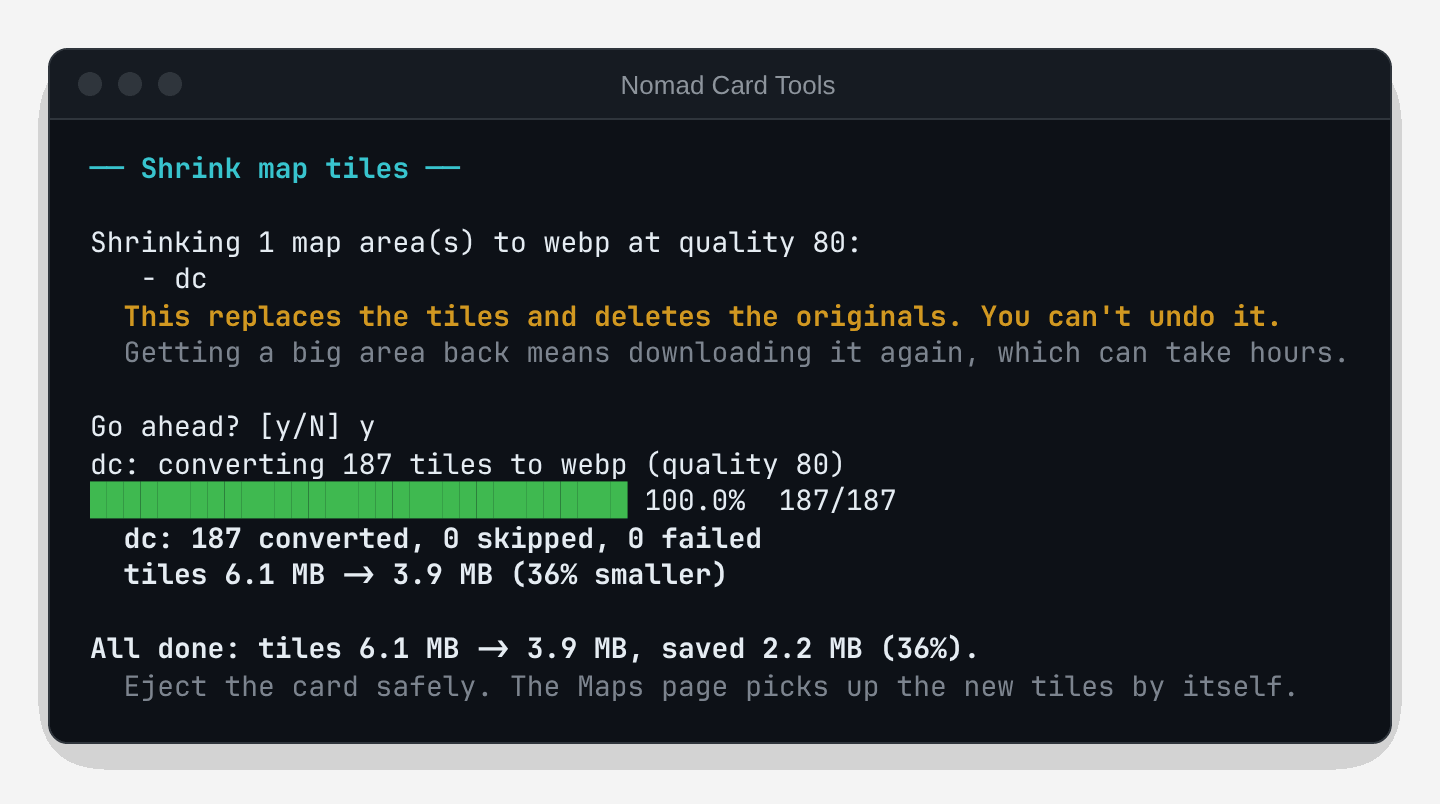 Nomad Card Tools
── Shrink map tiles ──
Shrinking 1 map area(s) to webp at quality 80:
- dc
This replaces the tiles and deletes the originals. You can't undo it.
Getting a big area back means downloading it again, which can take hours.
Go ahead? [y/N] y
dc: converting 187 tiles to webp (quality 80)
100.0%  187/187
dc: 187 converted, 0 skipped, 0 failed
tiles 6.1 MB → 3.9 MB (36% smaller)
All done: tiles 6.1 MB → 3.9 MB, saved 2.2 MB (36%).
Eject the card safely. The Maps page picks up the new tiles by itself.